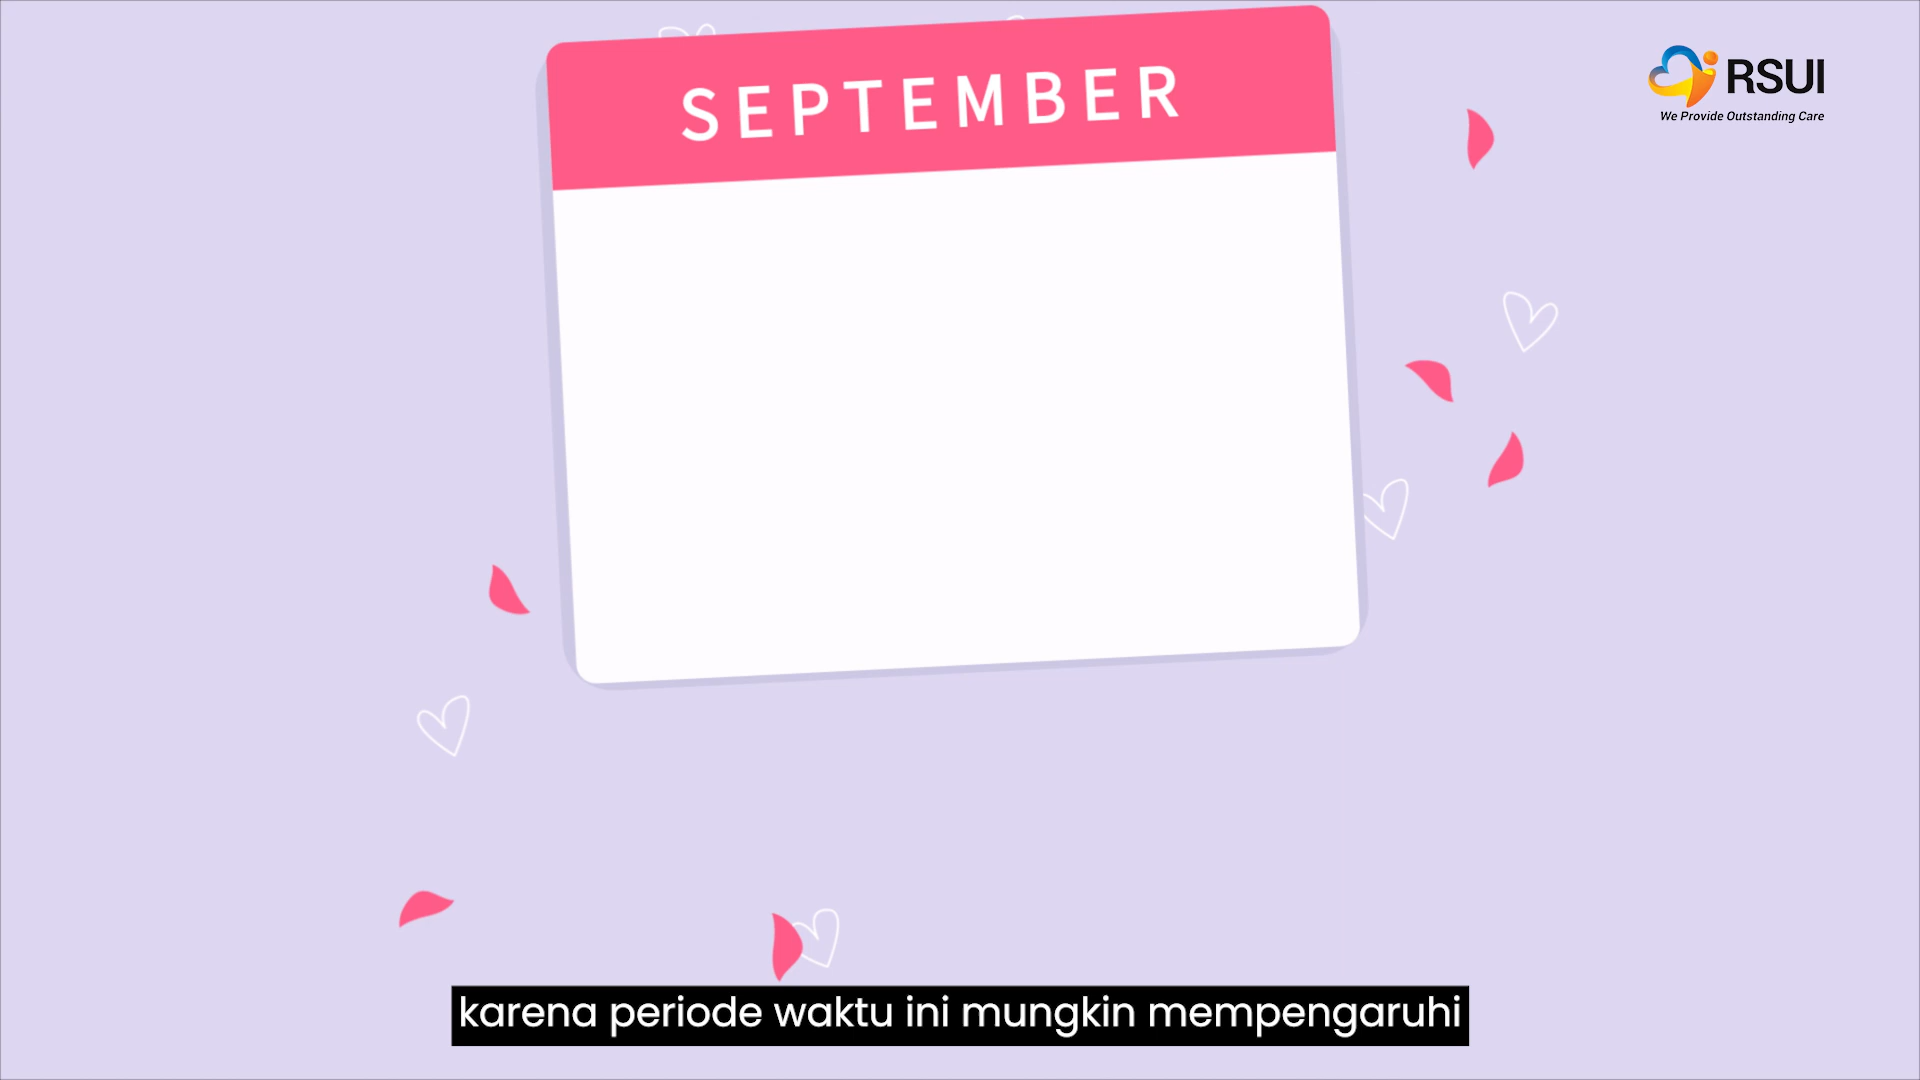 SEPTEMBER
RSUI
We Provide Outstanding Care
karena periode waktu ini mungkin mempengaruhi